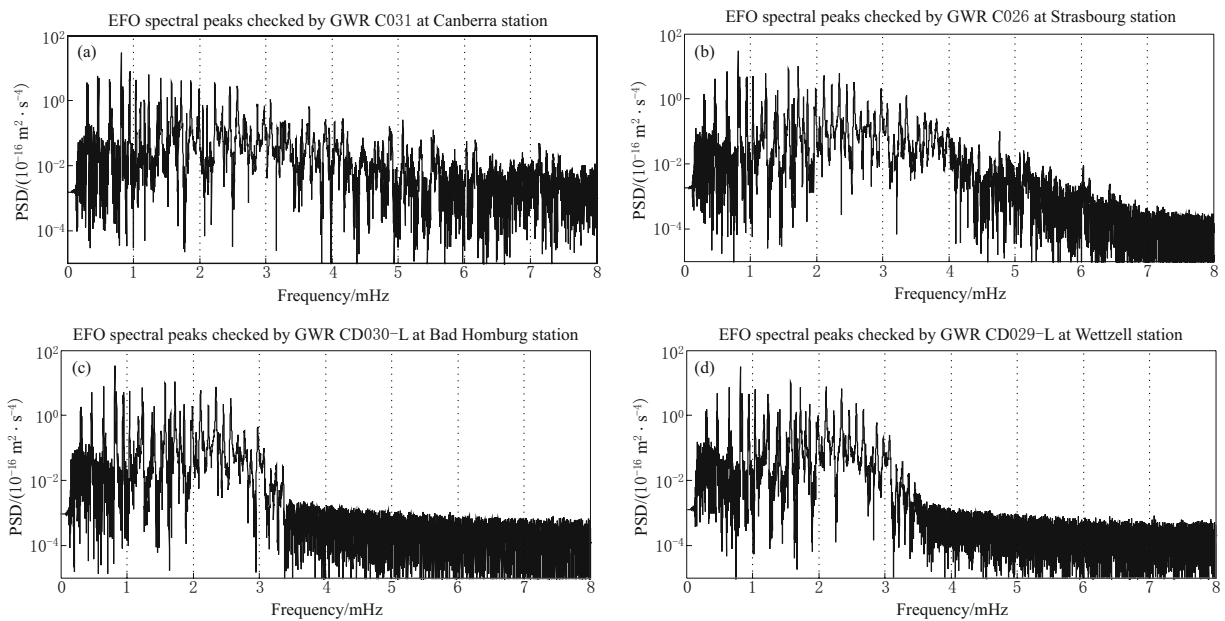 EFO spectral peaks checked by GWR C031 at Canberra station
(a)
10²
10⁰
10⁻²
10⁻⁴
PSD/(10⁻¹⁶ m² · s⁻⁴)
0 1 2 3 4 5 6 7 8
Frequency/mHz
EFO spectral peaks checked by GWR C026 at Strasbourg station
(b)
10²
10⁰
10⁻²
10⁻⁴
PSD/(10⁻¹⁶ m² · s⁻⁴)
0 1 2 3 4 5 6 7 8
Frequency/mHz
EFO spectral peaks checked by GWR CD030-L at Bad Homburg station
(c)
10²
10⁰
10⁻²
10⁻⁴
PSD/(10⁻¹⁶ m² · s⁻⁴)
0 1 2 3 4 5 6 7 8
Frequency/mHz
EFO spectral peaks checked by GWR CD029-L at Wettzell station
(d)
10²
10⁰
10⁻²
10⁻⁴
PSD/(10⁻¹⁶ m² · s⁻⁴)
0 1 2 3 4 5 6 7 8
Frequency/mHz